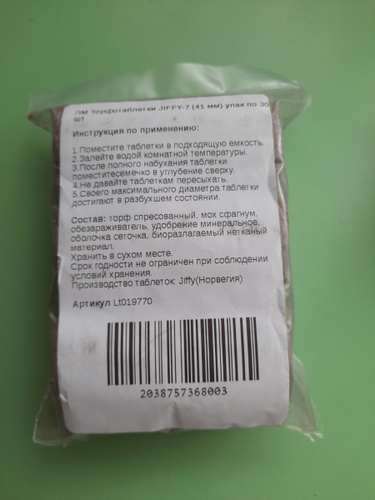 ЛМ Торфотаблетки JIFFY-7 (41 мм) упак по 30
шт
Инструкция по применению:
1.Поместите таблетки в подходящую емкость.
2.Залейте водой комнатной температуры.
3.После полного набухания таблетки
поместитесемечко в углубление сверху.
4.Не давайте таблеткам пересыхать.
5.Своего максимального диаметра таблетки
достигают в разбухшем состоянии.
Состав: торф спресованный, мох сфагнум,
обеззараживатель, удобрение минеральное,
оболочка сеточка, биоразлагаемый нетканый
материал.
Хранить в сухом месте.
Срок годности не ограничен при соблюдении
условий хранения.
Производство таблеток: Jiffy(Норвегия)
Артикул Lt019770
2038757368003